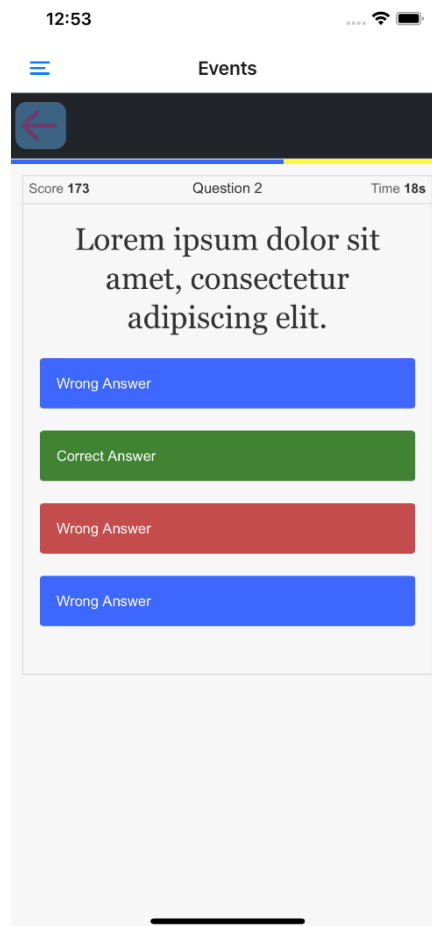 12:53
Events
Score 173 Question 2 Time 18s
Lorem ipsum dolor sit
amet, consectetur
adipiscing elit.
Wrong Answer
Correct Answer
Wrong Answer
Wrong Answer